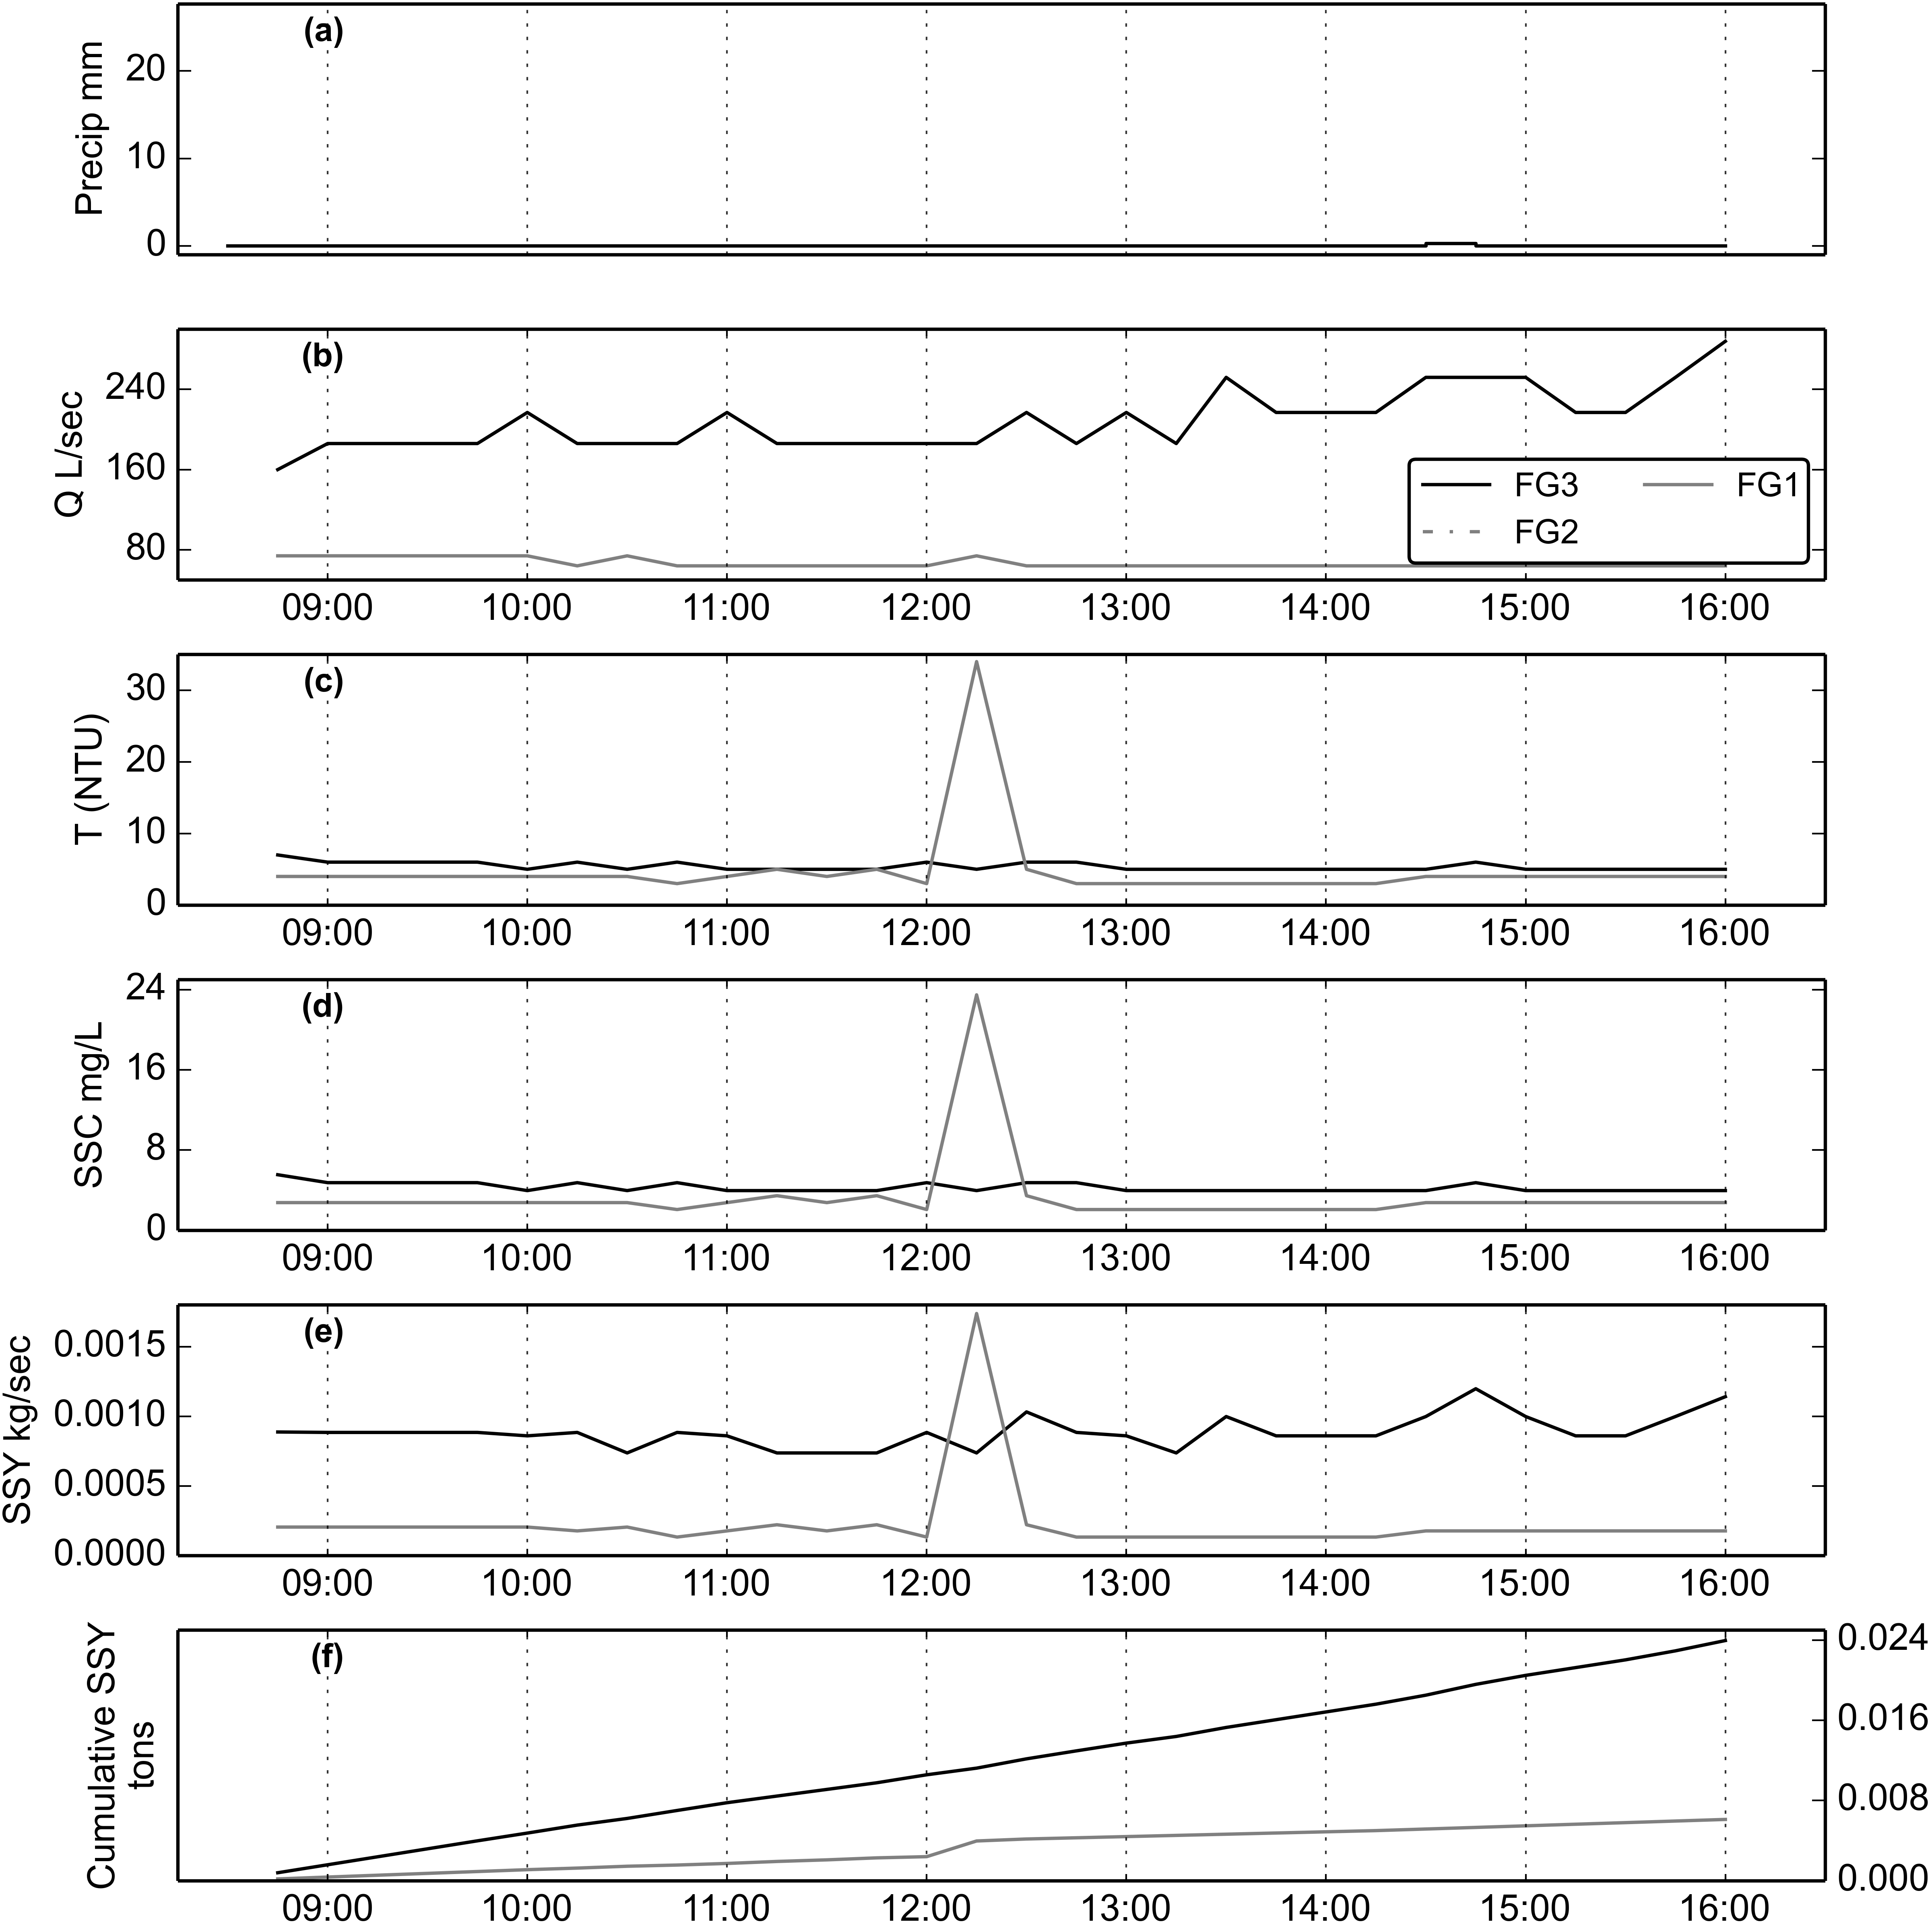 (a)
Precip mm
20
10
0
(b)
Q L/sec
240
160
80
FG3 FG1
FG2
09:00 10:00 11:00 12:00 13:00 14:00 15:00 16:00
(c)
T (NTU)
30
20
10
0
09:00 10:00 11:00 12:00 13:00 14:00 15:00 16:00
(d)
SSC mg/L
24
16
8
0
09:00 10:00 11:00 12:00 13:00 14:00 15:00 16:00
(e)
SSY kg/sec
0.0015
0.0010
0.0005
0.0000
09:00 10:00 11:00 12:00 13:00 14:00 15:00 16:00
(f)
Cumulative SSY
tons
0.024
0.016
0.008
0.000
09:00 10:00 11:00 12:00 13:00 14:00 15:00 16:00